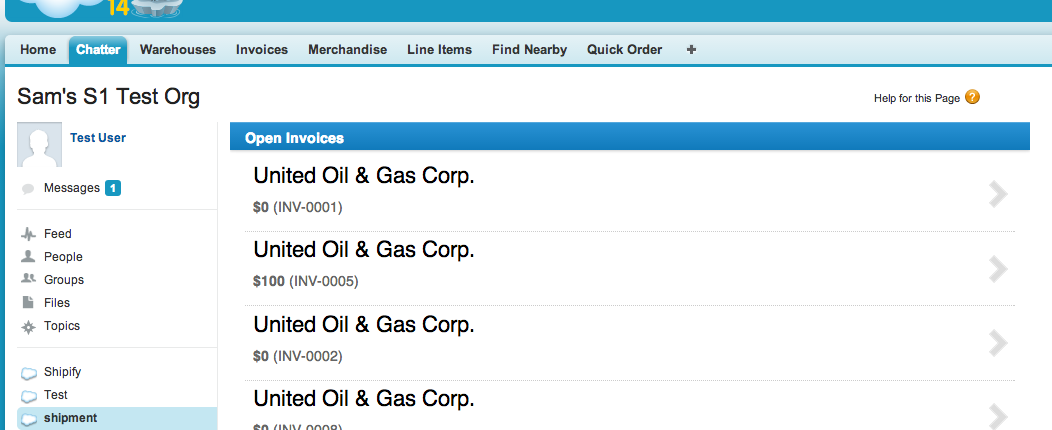 14
Home Chatter Warehouses Invoices Merchandise Line Items Find Nearby Quick Order +
Sam's S1 Test Org
Help for this Page ?
Test User
Messages 1
Feed
People
Groups
Files
Topics
Shipify
Test
shipment
Open Invoices
United Oil & Gas Corp.
$0 (INV-0001)
United Oil & Gas Corp.
$100 (INV-0005)
United Oil & Gas Corp.
$0 (INV-0002)
United Oil & Gas Corp.
$0 (INV-0008)